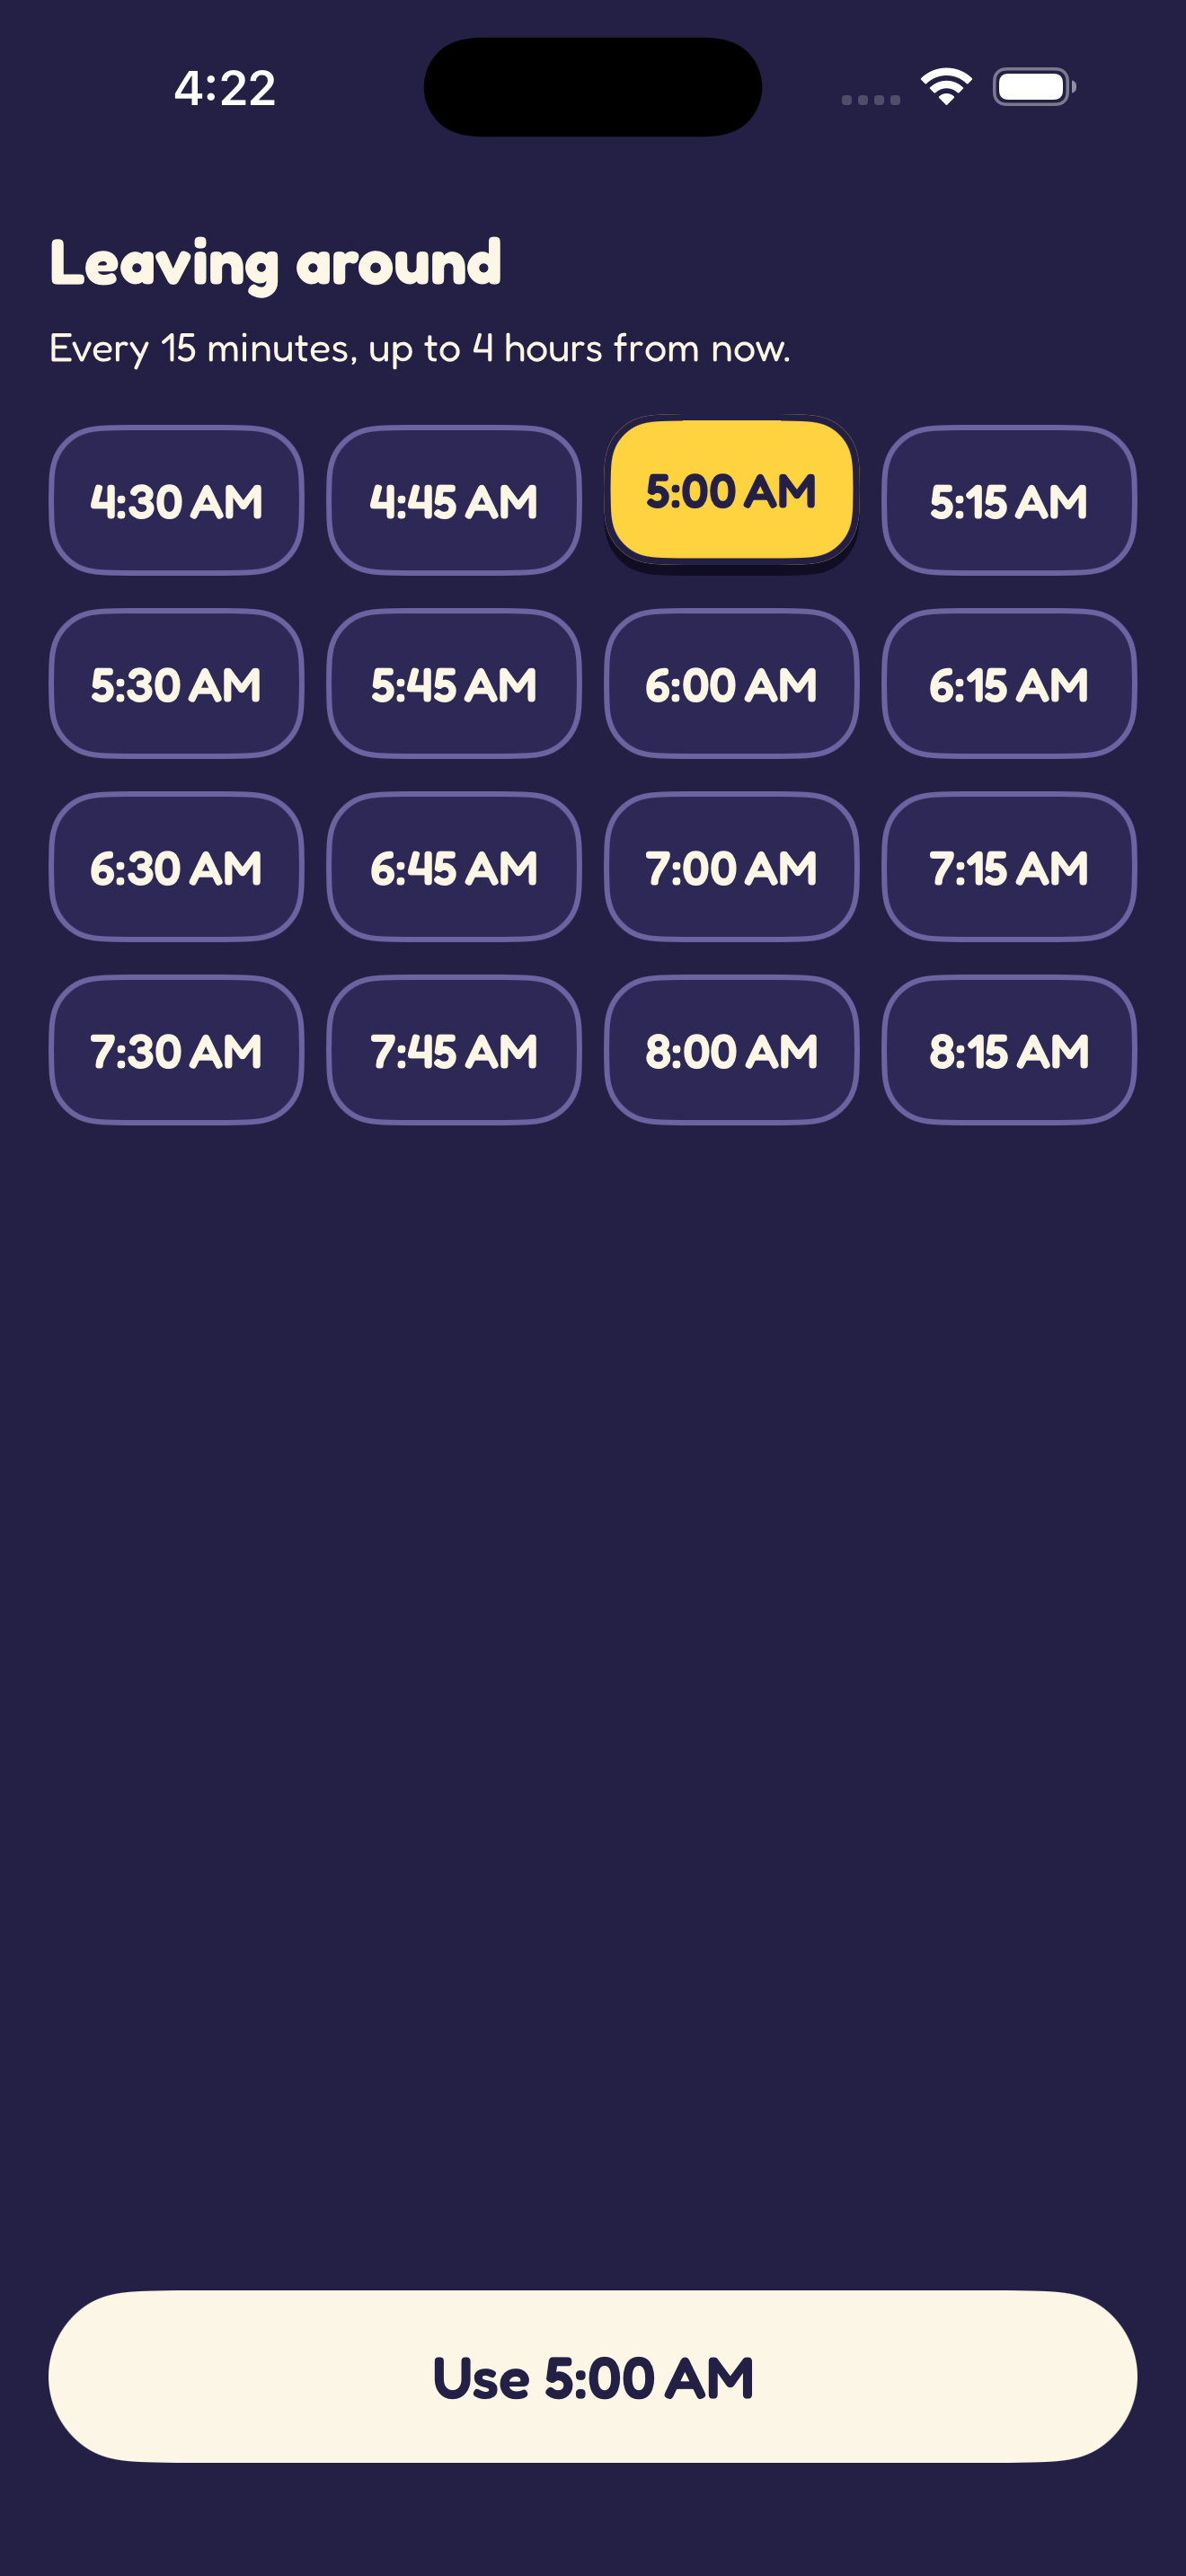 4:22
Leaving around
Every 15 minutes, up to 4 hours from now.
4:30 AM 4:45 AM 5:00 AM 5:15 AM
5:30 AM 5:45 AM 6:00 AM 6:15 AM
6:30 AM 6:45 AM 7:00 AM 7:15 AM
7:30 AM 7:45 AM 8:00 AM 8:15 AM
Use 5:00 AM